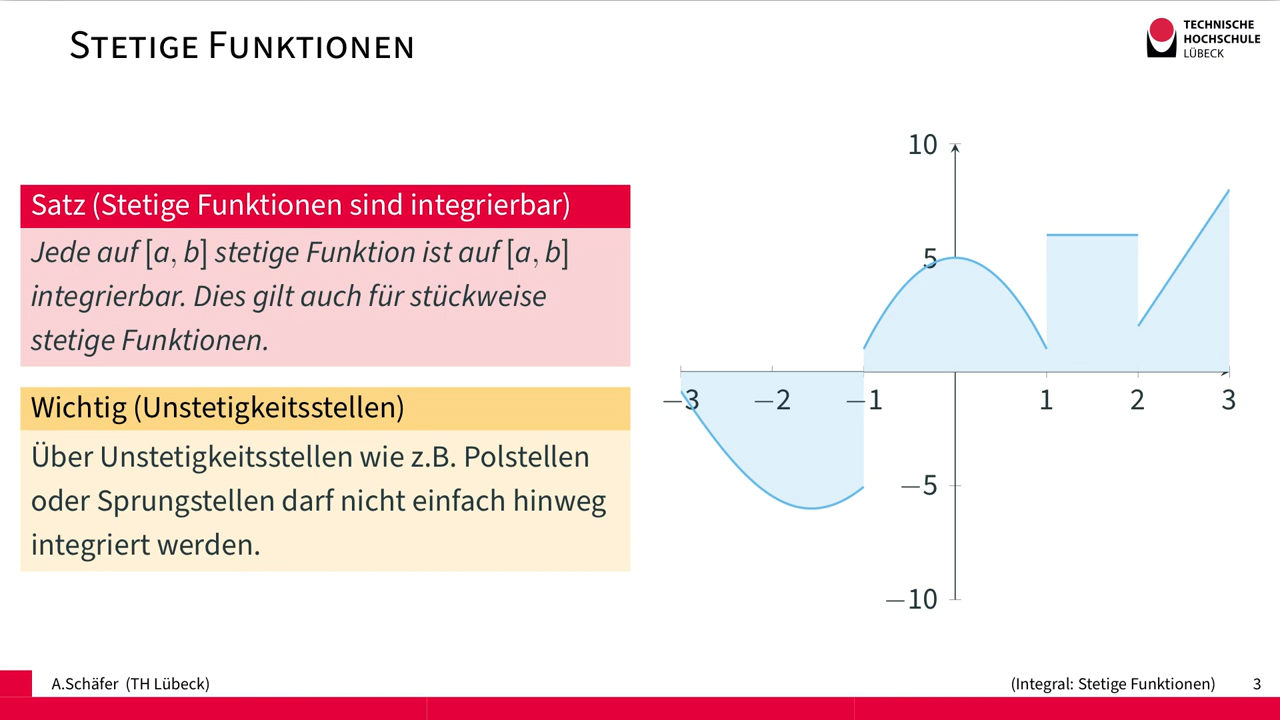 STETIGE FUNKTIONEN
TECHNISCHE
HOCHSCHULE
LÜBECK
Satz (Stetige Funktionen sind integrierbar)
Jede auf [a, b] stetige Funktion ist auf [a, b]
integrierbar. Dies gilt auch für stückweise
stetige Funktionen.
Wichtig (Unstetigkeitsstellen)
Über Unstetigkeitsstellen wie z.B. Polstellen
oder Sprungstellen darf nicht einfach hinweg
integriert werden.
10
5
−3 −2 −1 1 2 3
−5
−10
A.Schäfer (TH Lübeck)
(Integral: Stetige Funktionen) 3